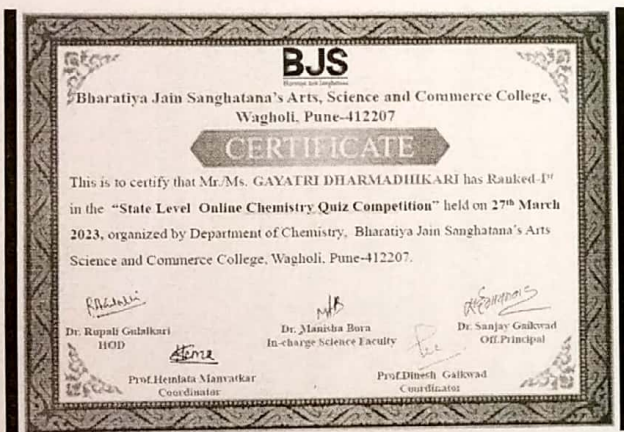 BJS
Bharatiya Jain Sanghatana
Bharatiya Jain Sanghatana's Arts, Science and Commerce College,
Wagholi, Pune-412207
CERTIFICATE
This is to certify that Mr./Ms. GAYATRI DHARMADHIKARI has Ranked-Iˢᵗ
in the "State Level Online Chemistry Quiz Competition" held on 27ᵗʰ March
2023, organized by Department of Chemistry, Bharatiya Jain Sanghatana's Arts
Science and Commerce College, Wagholi, Pune-412207.
Dr. Rupali Gulalkari
HOD
Dr. Manisha Bora
In-charge Science Faculty
Dr. Sanjay Gaikwad
Off.Principal
Prof.Hemlata Manvatkar
Coordinator
Prof.Dinesh Gaikwad
Coordinator